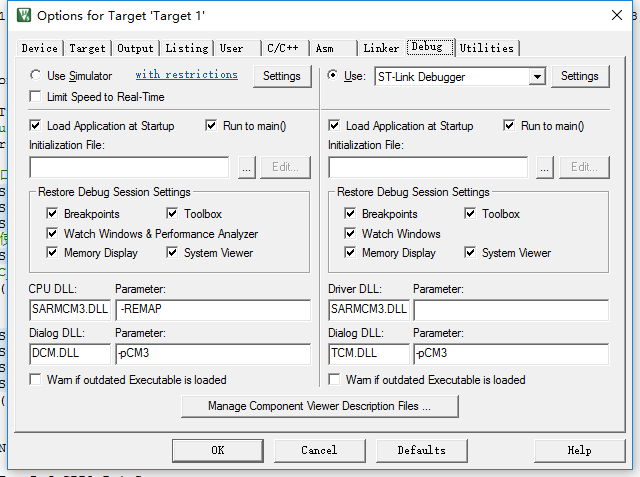 Options for Target 'Target 1'
Device Target Output Listing User C/C++ Asm Linker Debug Utilities
Use Simulator with restrictions Settings
Limit Speed to Real-Time
Use: ST-Link Debugger Settings
Load Application at Startup Run to main()
Initialization File:
... Edit...
Load Application at Startup Run to main()
Initialization File:
... Edit...
Restore Debug Session Settings
Breakpoints Toolbox
Watch Windows & Performance Analyzer
Memory Display System Viewer
Restore Debug Session Settings
Breakpoints Toolbox
Watch Windows
Memory Display System Viewer
CPU DLL: Parameter:
SARMCM3.DLL -REMAP
Dialog DLL: Parameter:
DCM.DLL -pCM3
Warn if outdated Executable is loaded
Driver DLL: Parameter:
SARMCM3.DLL
Dialog DLL: Parameter:
TCM.DLL -pCM3
Warn if outdated Executable is loaded
Manage Component Viewer Description Files ...
OK Cancel Defaults Help